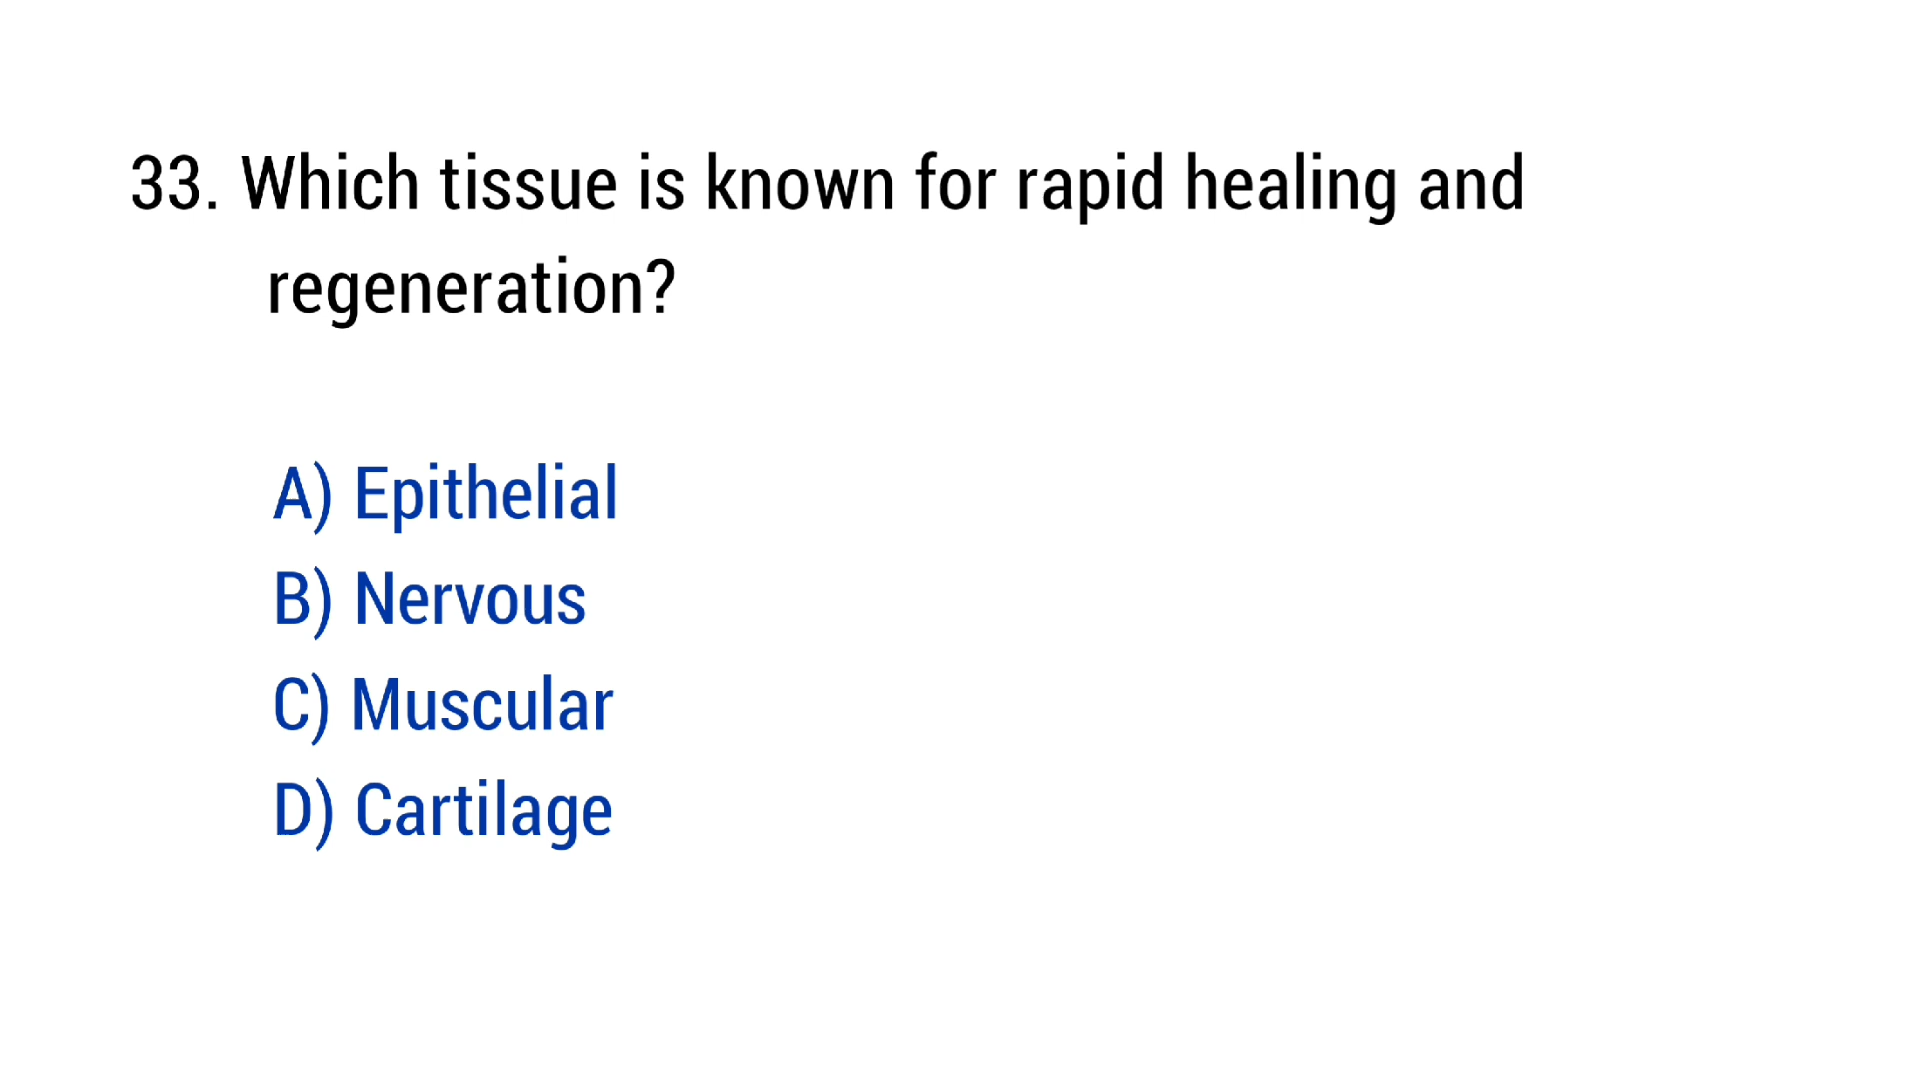 33. Which tissue is known for rapid healing and
regeneration?
A) Epithelial
B) Nervous
C) Muscular
D) Cartilage